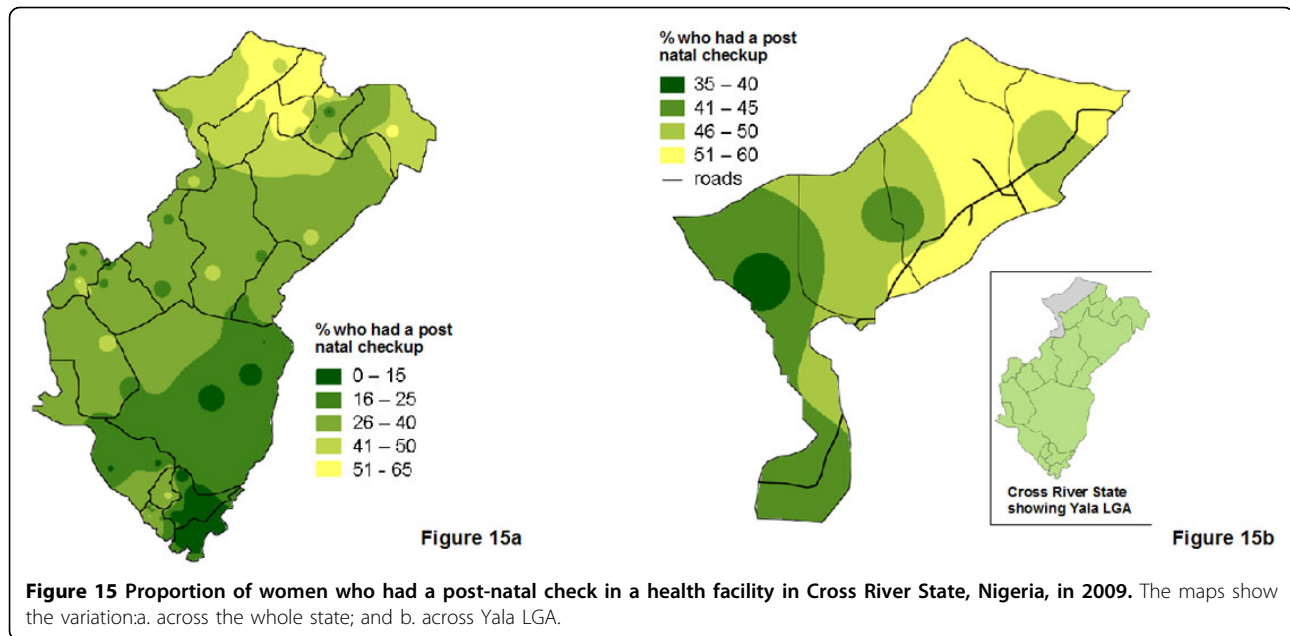 % who had a post
natal checkup
0 – 15
16 – 25
26 – 40
41 – 50
51 - 65
Figure 15a
% who had a post
natal checkup
35 – 40
41 – 45
46 – 50
51 – 60
roads
Cross River State
showing Yala LGA
Figure 15b
Figure 15 Proportion of women who had a post-natal check in a health facility in Cross River State, Nigeria, in 2009. The maps show
the variation:a. across the whole state; and b. across Yala LGA.